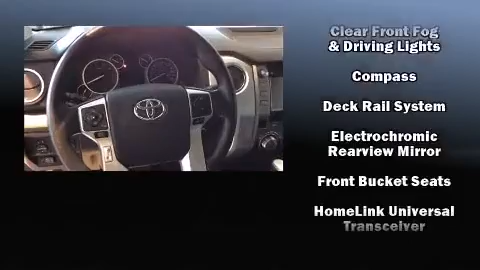 Clear Front Fog
& Driving Lights
Compass
Deck Rail System
Electrochromic
Rearview Mirror
Front Bucket Seats
HomeLink Universal
Transceiver